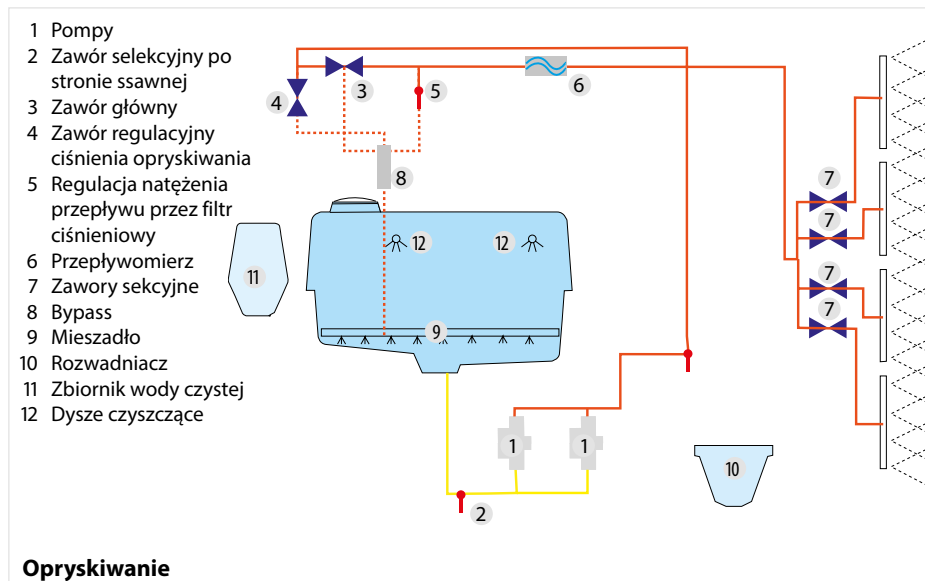 1 Pompy
2 Zawór selekcyjny po
stronie ssawnej
3 Zawór główny
4 Zawór regulacyjny
ciśnienia opryskiwania
5 Regulacja natężenia
przepływu przez filtr
ciśnieniowy
6 Przepływomierz
7 Zawory sekcyjne
8 Bypass
9 Mieszadło
10 Rozwadniacz
11 Zbiornik wody czystej
12 Dysze czyszczące
4
3
5
6
8
7
7
7
7
12
12
11
9
1
1
10
2
Opryskiwanie